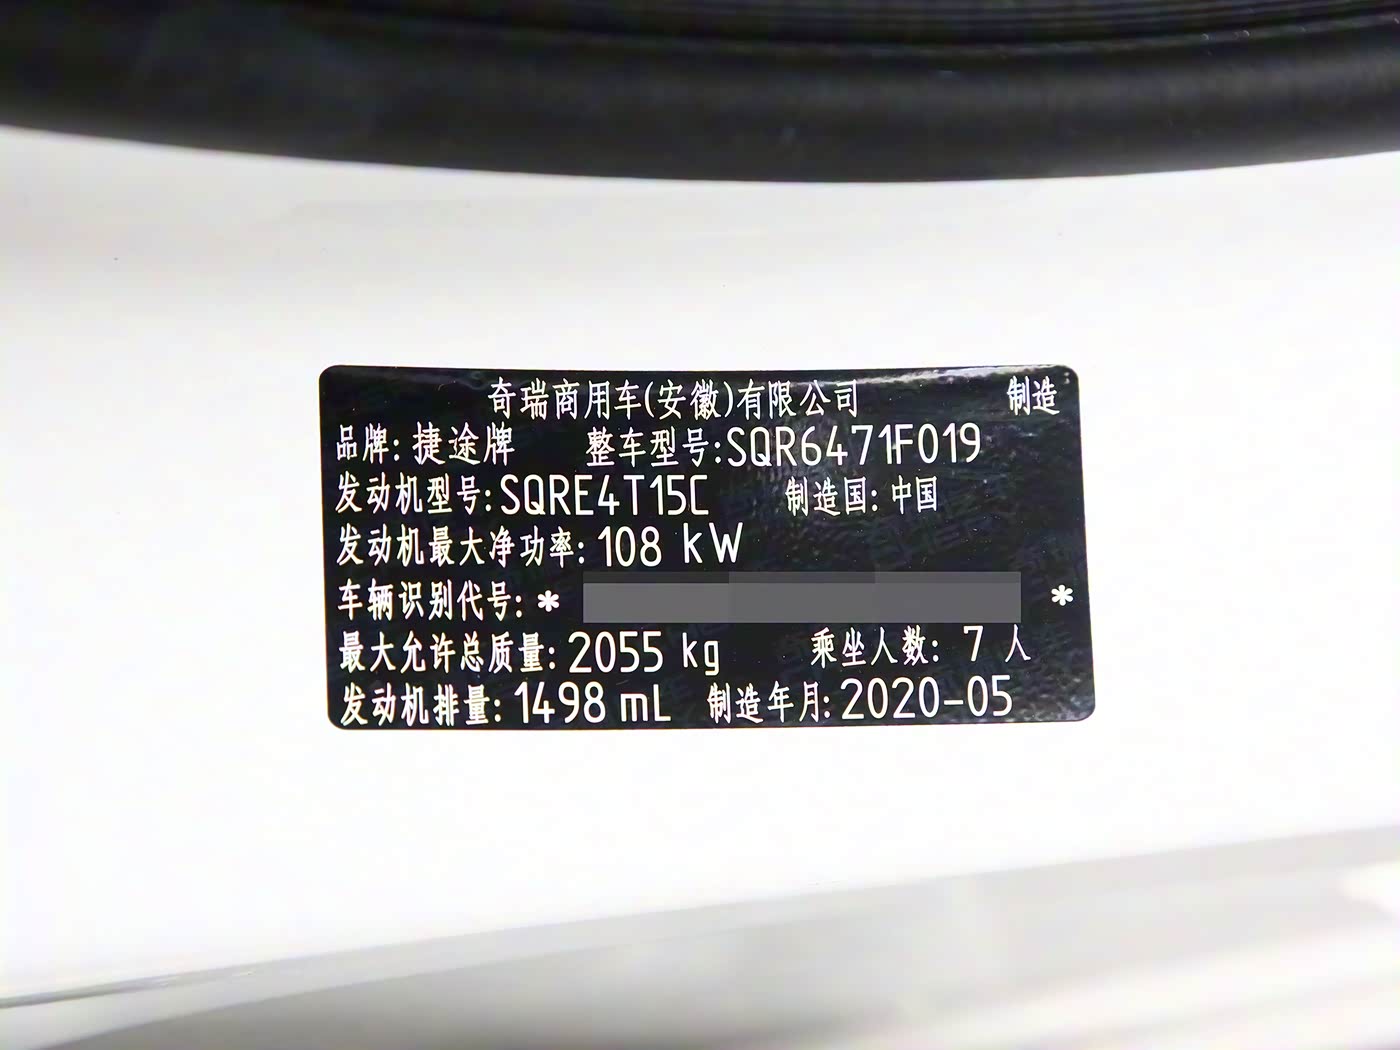 奇瑞商用车(安徽)有限公司 制造
品牌: 捷途牌 整车型号:SQR6471F019
发动机型号:SQRE4T15C 制造国: 中国
发动机最大净功率: 108 kW
车辆识别代号: * *
最大允许总质量: 2055 kg 乘坐人数: 7 人
发动机排量: 1498 mL 制造年月: 2020-05